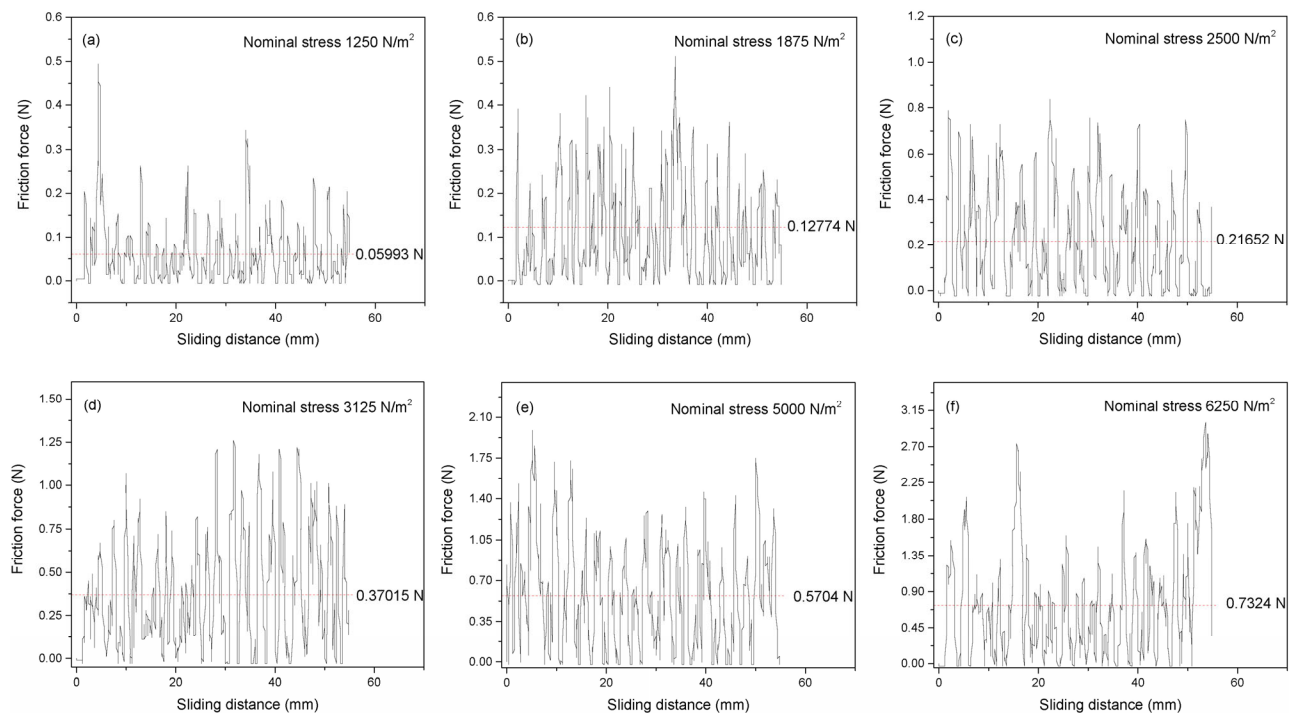 (a)
Nominal stress 1250 N/m²
0.6
0.5
0.4
0.3
0.2
0.1
0.0
Friction force (N)
0.05993 N
0
20
40
60
Sliding distance (mm)
(b)
Nominal stress 1875 N/m²
0.6
0.5
0.4
0.3
0.2
0.1
0.0
Friction force (N)
0.12774 N
0
20
40
60
Sliding distance (mm)
(c)
Nominal stress 2500 N/m²
1.2
1.0
0.8
0.6
0.4
0.2
0.0
Friction force (N)
0.21652 N
0
20
40
60
Sliding distance (mm)
(d)
Nominal stress 3125 N/m²
1.50
1.25
1.00
0.75
0.50
0.25
0.00
Friction force (N)
0.37015 N
0
20
40
60
Sliding distance (mm)
(e)
Nominal stress 5000 N/m²
2.10
1.75
1.40
1.05
0.70
0.35
0.00
Friction force (N)
0.5704 N
0
20
40
60
Sliding distance (mm)
(f)
Nominal stress 6250 N/m²
3.15
2.70
2.25
1.80
1.35
0.90
0.45
0.00
Friction force (N)
0.7324 N
0
20
40
60
Sliding distance (mm)